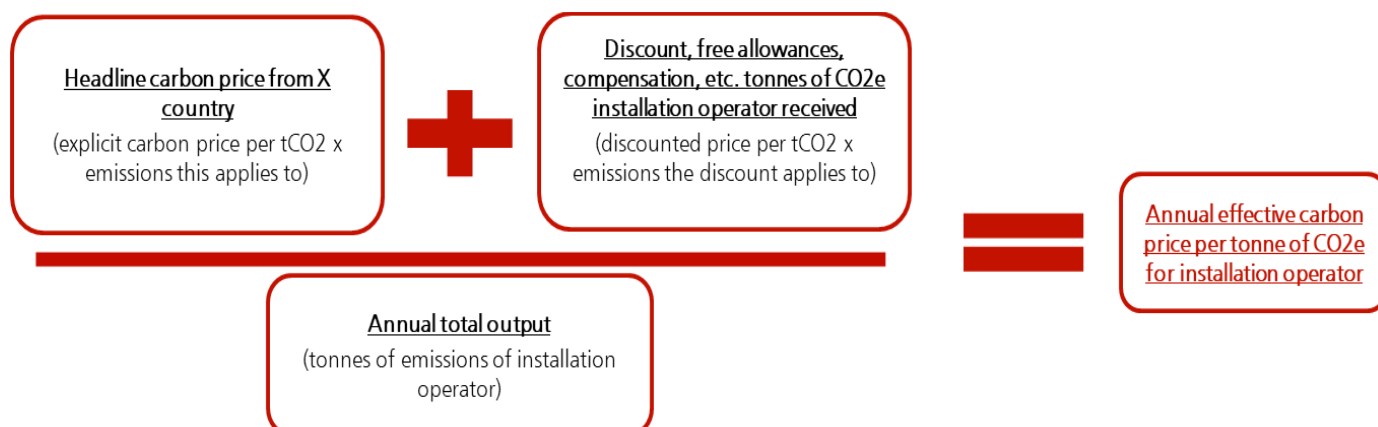 Headline carbon price from X
country
(explicit carbon price per tCO2 x
emissions this applies to)
Discount, free allowances,
compensation, etc. tonnes of CO2e
installation operator received
(discounted price per tCO2 x
emissions the discount applies to)
Annual total output
(tonnes of emissions of installation
operator)
Annual effective carbon
price per tonne of CO2e
for installation operator